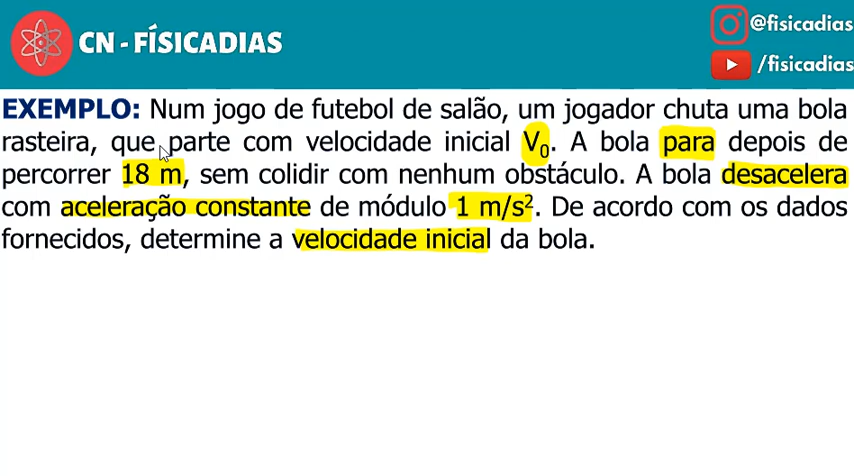 CN - FÍSICADIAS
@fisicadias
/fisicadias
EXEMPLO: Num jogo de futebol de salão, um jogador chuta uma bola
rasteira, que parte com velocidade inicial V₀. A bola para depois de
percorrer 18 m, sem colidir com nenhum obstáculo. A bola desacelera
com aceleração constante de módulo 1 m/s². De acordo com os dados
fornecidos, determine a velocidade inicial da bola.